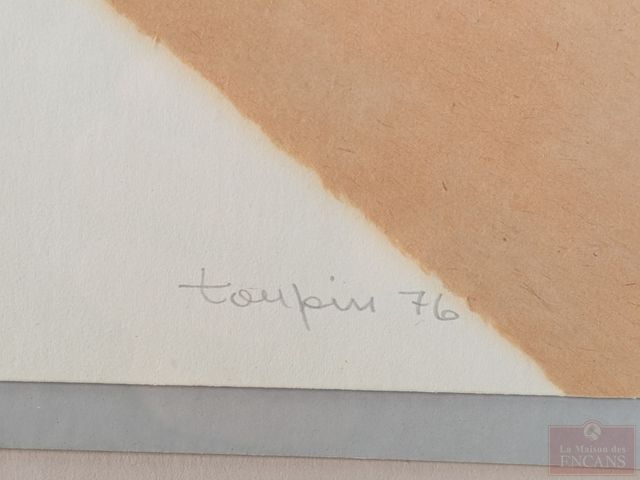 toupin 76
La Maison des
ENCANS